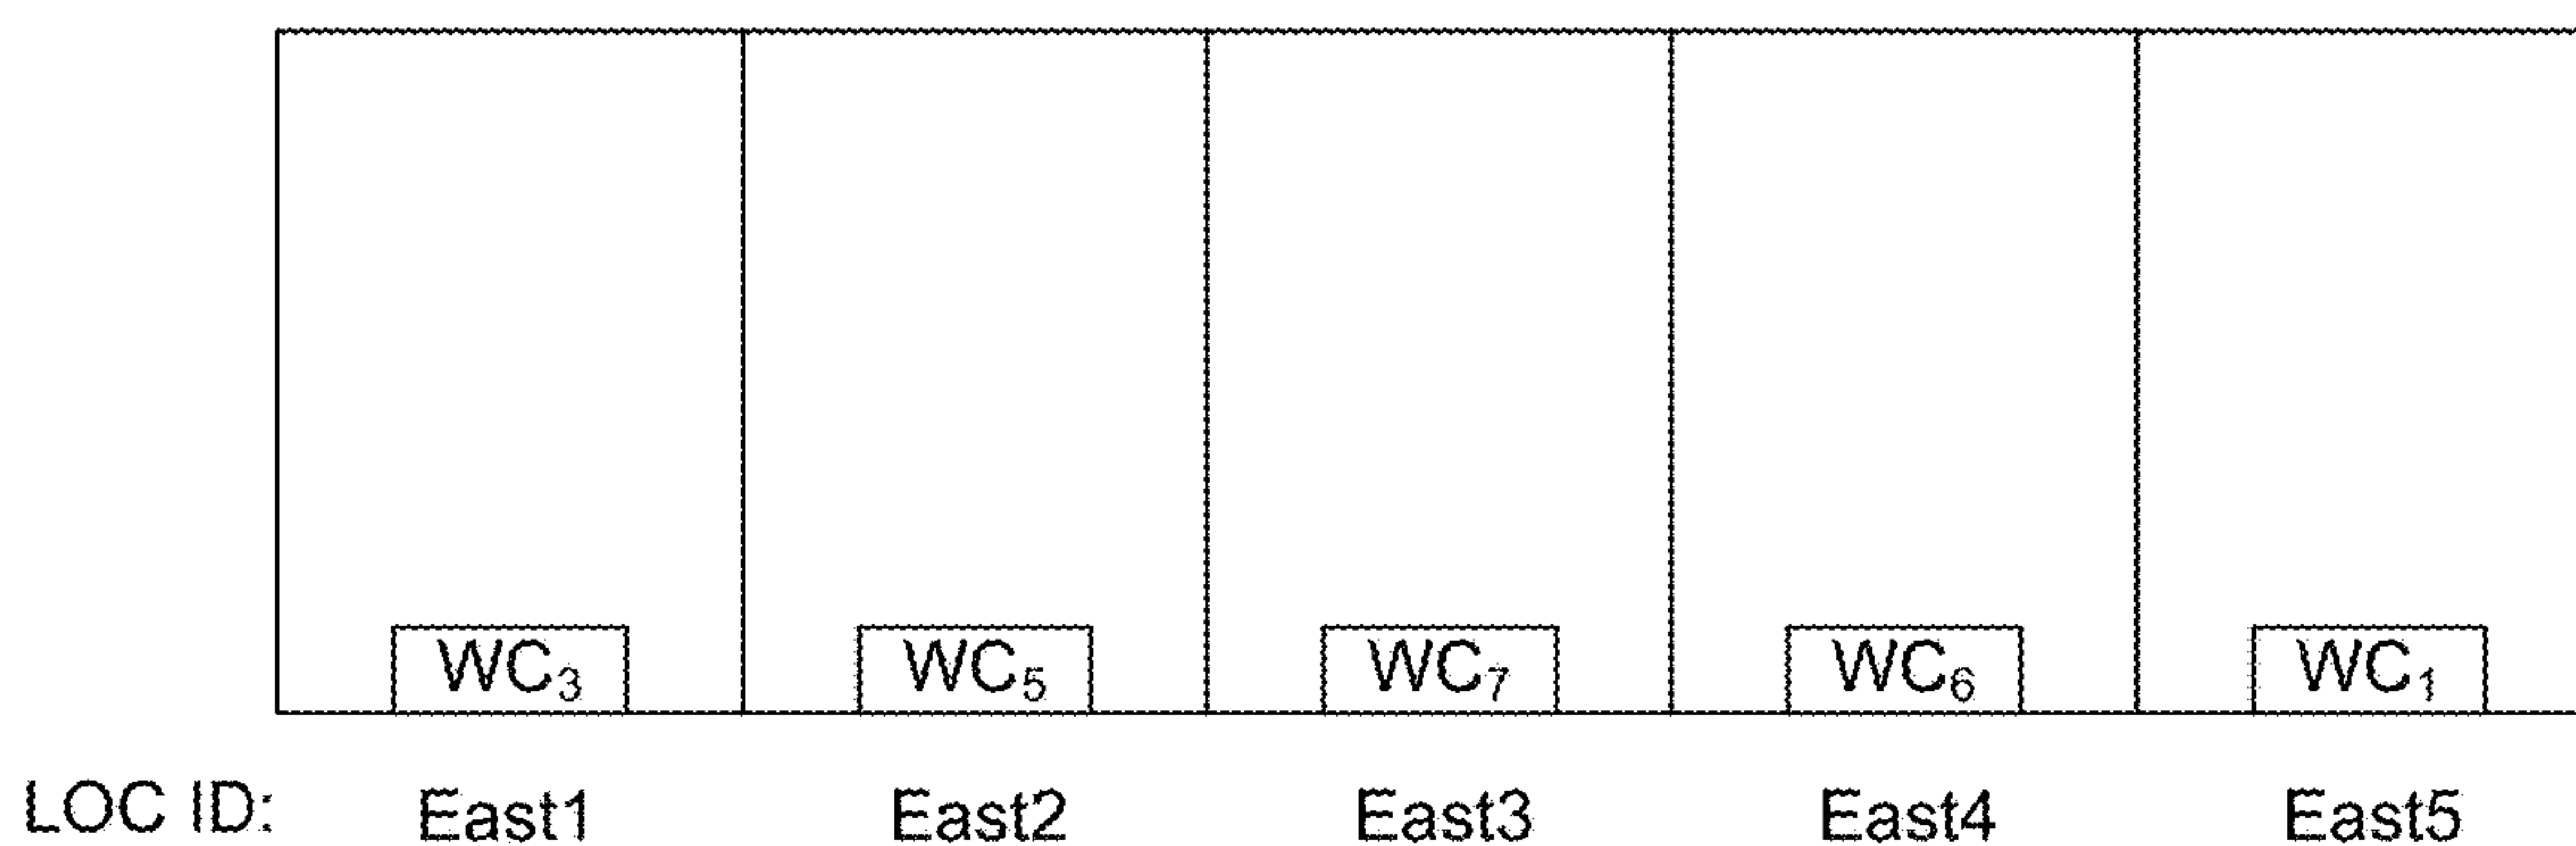 WC₃ WC₅ WC₇ WC₆ WC₁
LOC ID: East1 East2 East3 East4 East5